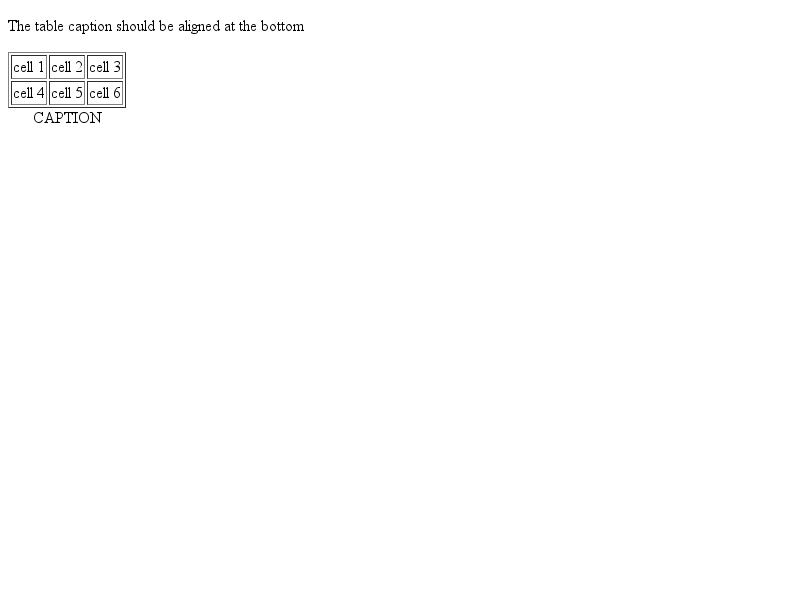 The table caption should be aligned at the bottom
cell 1 cell 2 cell 3
cell 4 cell 5 cell 6
CAPTION